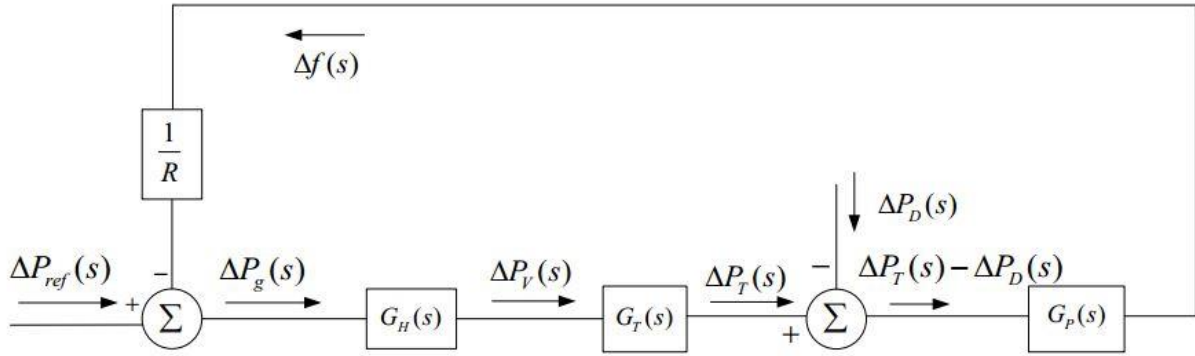 Δf(s)
1
R
ΔP_D(s)
ΔP_ref(s)
−
ΔP_g(s)
ΔP_V(s)
ΔP_T(s)
−
ΔP_T(s) − ΔP_D(s)
+
Σ
G_H(s)
G_T(s)
+
Σ
G_P(s)